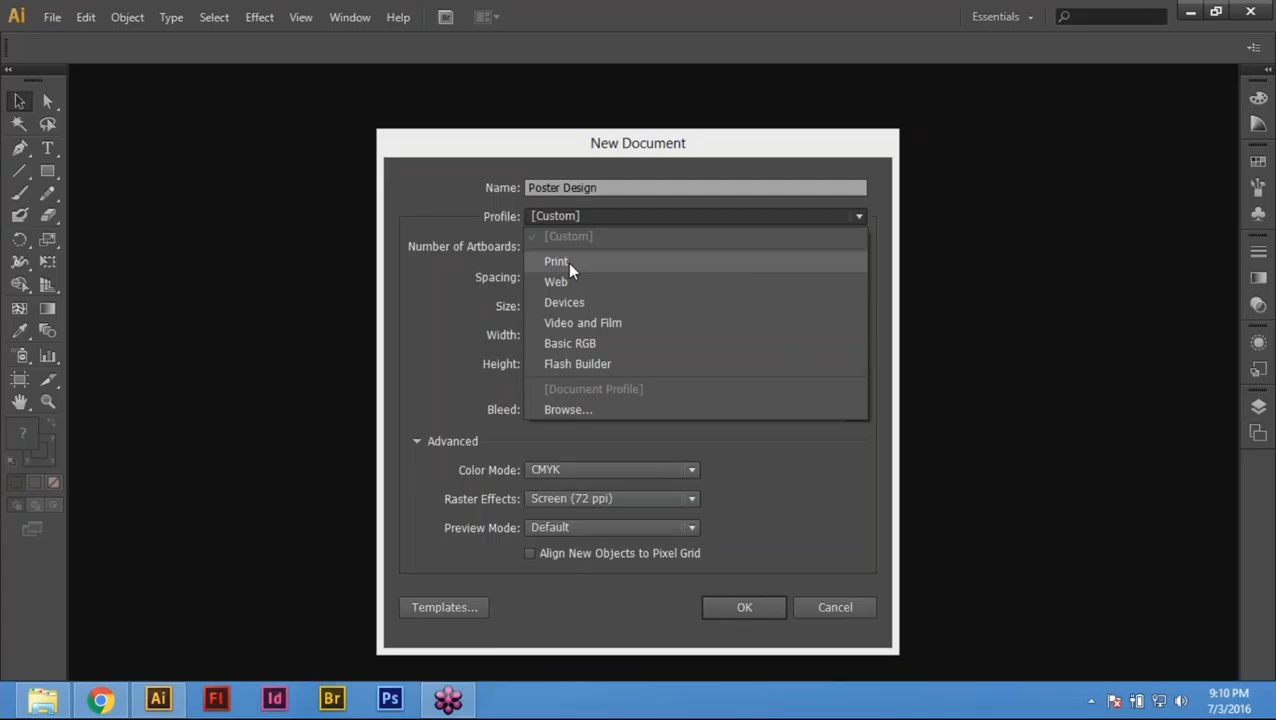 Ai File Edit Object Type Select Effect View Window Help Br Essentials
New Document
Name: Poster Design
Profile: [Custom]
[Custom]
Number of Artboards:
Print
Spacing:
Web
Devices
Size:
Video and Film
Width:
Basic RGB
Height:
Flash Builder
[Document Profile]
Bleed:
Browse...
Advanced
Color Mode: CMYK
Raster Effects: Screen (72 ppi)
Preview Mode: Default
Align New Objects to Pixel Grid
Templates... OK Cancel
Ai Fl Id Br Ps
9:10 PM
7/3/2016